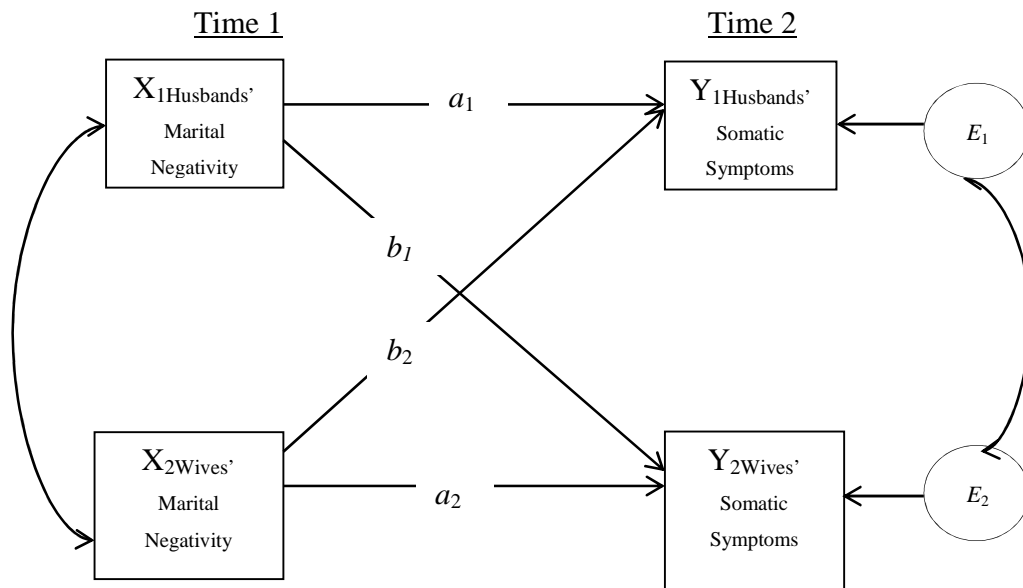 Time 1
Time 2
X1Husbands’
Marital
Negativity
a1
Y1Husbands’
Somatic
Symptoms
E1
b1
b2
X2Wives’
Marital
Negativity
a2
Y2Wives’
Somatic
Symptoms
E2